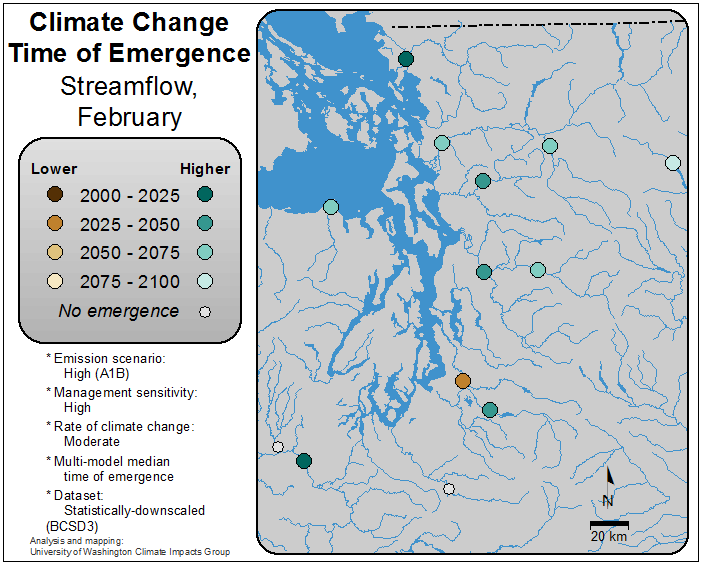 Climate Change
Time of Emergence
Streamflow,
February
Lower Higher
2000 - 2025
2025 - 2050
2050 - 2075
2075 - 2100
No emergence
* Emission scenario:
High (A1B)
* Management sensitivity:
High
* Rate of climate change:
Moderate
* Multi-model median
time of emergence
* Dataset:
Statistically-downscaled
(BCSD3)
Analysis and mapping:
University of Washington Climate Impacts Group
N
20 km